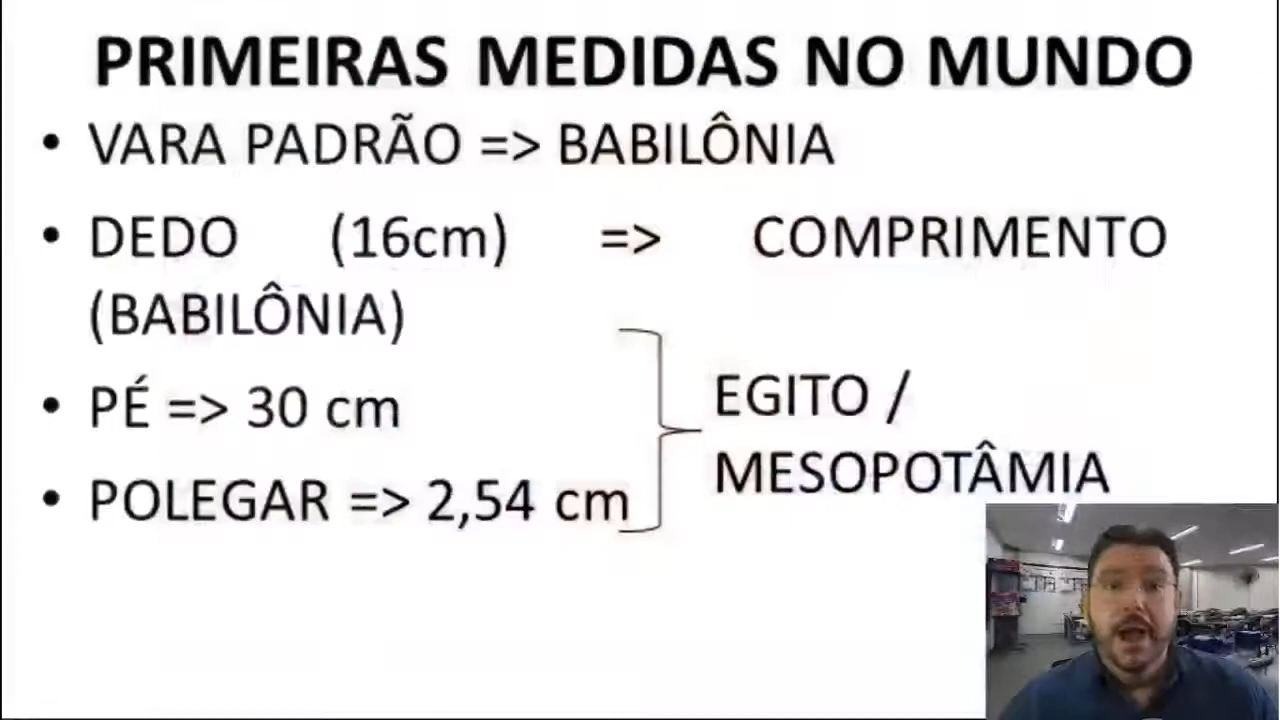 PRIMEIRAS MEDIDAS NO MUNDO
• VARA PADRÃO => BABILÔNIA
• DEDO (16cm) => COMPRIMENTO
(BABILÔNIA)
• PÉ => 30 cm
• POLEGAR => 2,54 cm
EGITO /
MESOPOTÂMIA